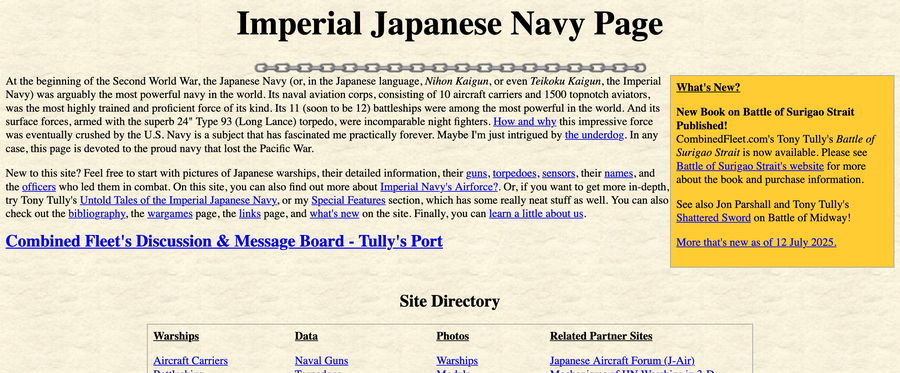 Imperial Japanese Navy Page
At the beginning of the Second World War, the Japanese Navy (or, in the Japanese language, Nihon Kaigun, or even Teikoku Kaigun, the Imperial
Navy) was arguably the most powerful navy in the world. Its naval aviation corps, consisting of 10 aircraft carriers and 1500 topnotch aviators,
was the most highly trained and proficient force of its kind. Its 11 (soon to be 12) battleships were among the most powerful in the world. And its
surface forces, armed with the superb 24" Type 93 (Long Lance) torpedo, were incomparable night fighters. How and why this impressive force
was eventually crushed by the U.S. Navy is a subject that has fascinated me practically forever. Maybe I'm just intrigued by the underdog. In any
case, this page is devoted to the proud navy that lost the Pacific War.
New to this site? Feel free to start with pictures of Japanese warships, their detailed information, their guns, torpedoes, sensors, their names, and
the officers who led them in combat. On this site, you can also find out more about Imperial Navy's Airforce?. Or, if you want to get more in-depth,
try Tony Tully's Untold Tales of the Imperial Japanese Navy, or my Special Features section, which has some really neat stuff as well. You can also
check out the bibliography, the wargames page, the links page, and what's new on the site. Finally, you can learn a little about us.
Combined Fleet's Discussion & Message Board - Tully's Port
What's New?
New Book on Battle of Surigao Strait
Published!
CombinedFleet.com's Tony Tully's Battle of
Surigao Strait is now available. Please see
Battle of Surigao Strait's website for more
about the book and purchase information.
See also Jon Parshall and Tony Tully's
Shattered Sword on Battle of Midway!
More that's new as of 12 July 2025.
Site Directory
Warships Data Photos Related Partner Sites
Aircraft Carriers Naval Guns Warships Japanese Aircraft Forum (J-Air)